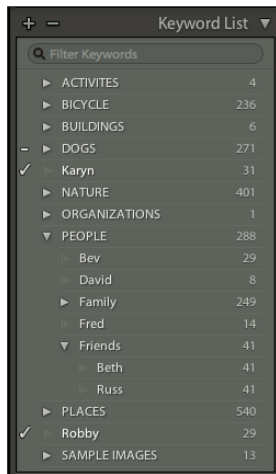 Keyword List
Filter Keywords
ACTIVITES 4
BICYCLE 236
BUILDINGS 6
DOGS 271
Karyn 31
NATURE 401
ORGANIZATIONS 1
PEOPLE 288
Bev 29
David 8
Family 249
Fred 14
Friends 41
Beth 41
Russ 41
PLACES 540
Robby 29
SAMPLE IMAGES 13